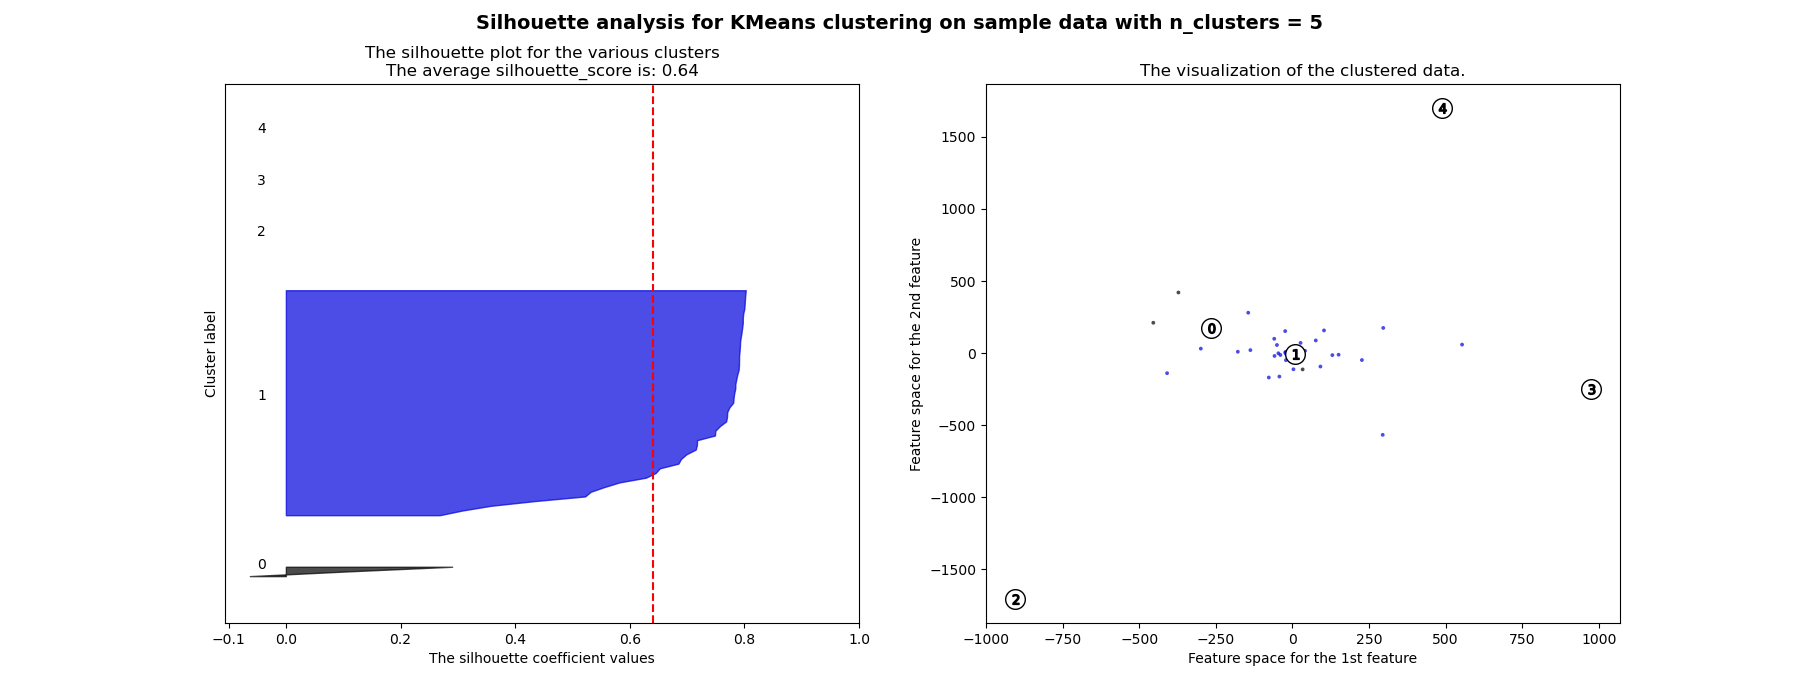 Silhouette analysis for KMeans clustering on sample data with n_clusters = 5
The silhouette plot for the various clusters
The average silhouette_score is: 0.64
4
3
2
1
0
Cluster label
−0.1 0.0 0.2 0.4 0.6 0.8 1.0
The silhouette coefficient values
The visualization of the clustered data.
1500
1000
500
0
−500
−1000
−1500
Feature space for the 2nd feature
4
0
1
3
2
−1000 −750 −500 −250 0 250 500 750 1000
Feature space for the 1st feature